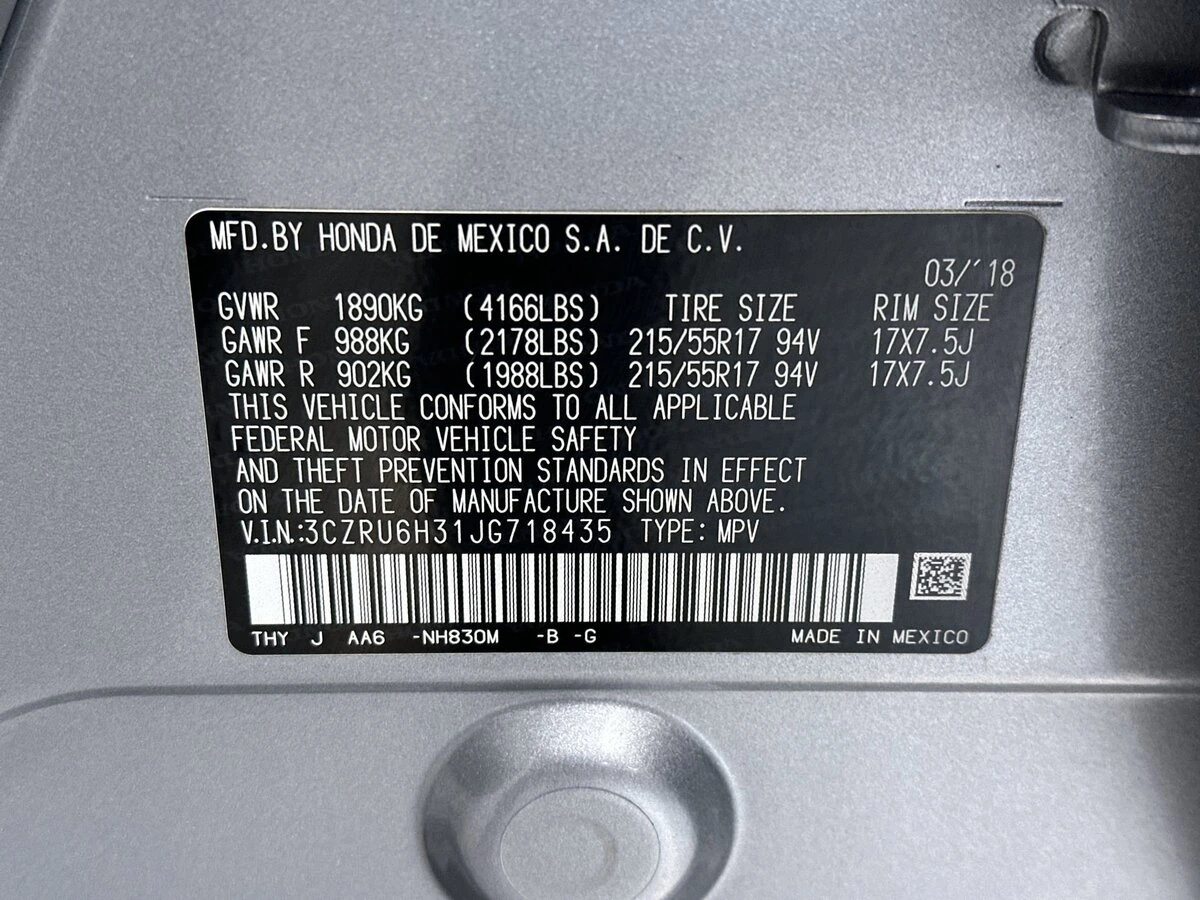 MFD.BY HONDA DE MEXICO S.A. DE C.V.
03/´18
GVWR 1890KG (4166LBS) TIRE SIZE RIM SIZE
GAWR F 988KG (2178LBS) 215/55R17 94V 17X7.5J
GAWR R 902KG (1988LBS) 215/55R17 94V 17X7.5J
THIS VEHICLE CONFORMS TO ALL APPLICABLE
FEDERAL MOTOR VEHICLE SAFETY
AND THEFT PREVENTION STANDARDS IN EFFECT
ON THE DATE OF MANUFACTURE SHOWN ABOVE.
V.I.N.:3CZRU6H31JG718435 TYPE: MPV
THY J AA6 -NH830M -B -G MADE IN MEXICO